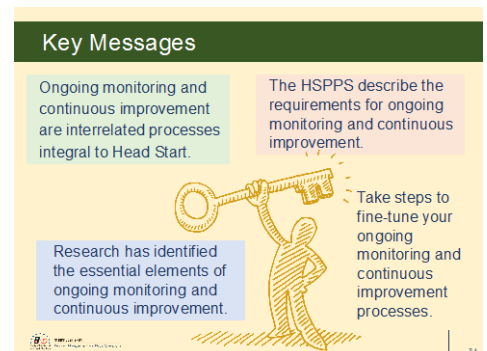 Key Messages
Ongoing monitoring and
continuous improvement
are interrelated processes
integral to Head Start.
The HSPPS describe the
requirements for ongoing
monitoring and continuous
improvement.
Take steps to
fine-tune your
ongoing
monitoring and
continuous
improvement
processes.
Research has identified
the essential elements of
ongoing monitoring and
continuous improvement.